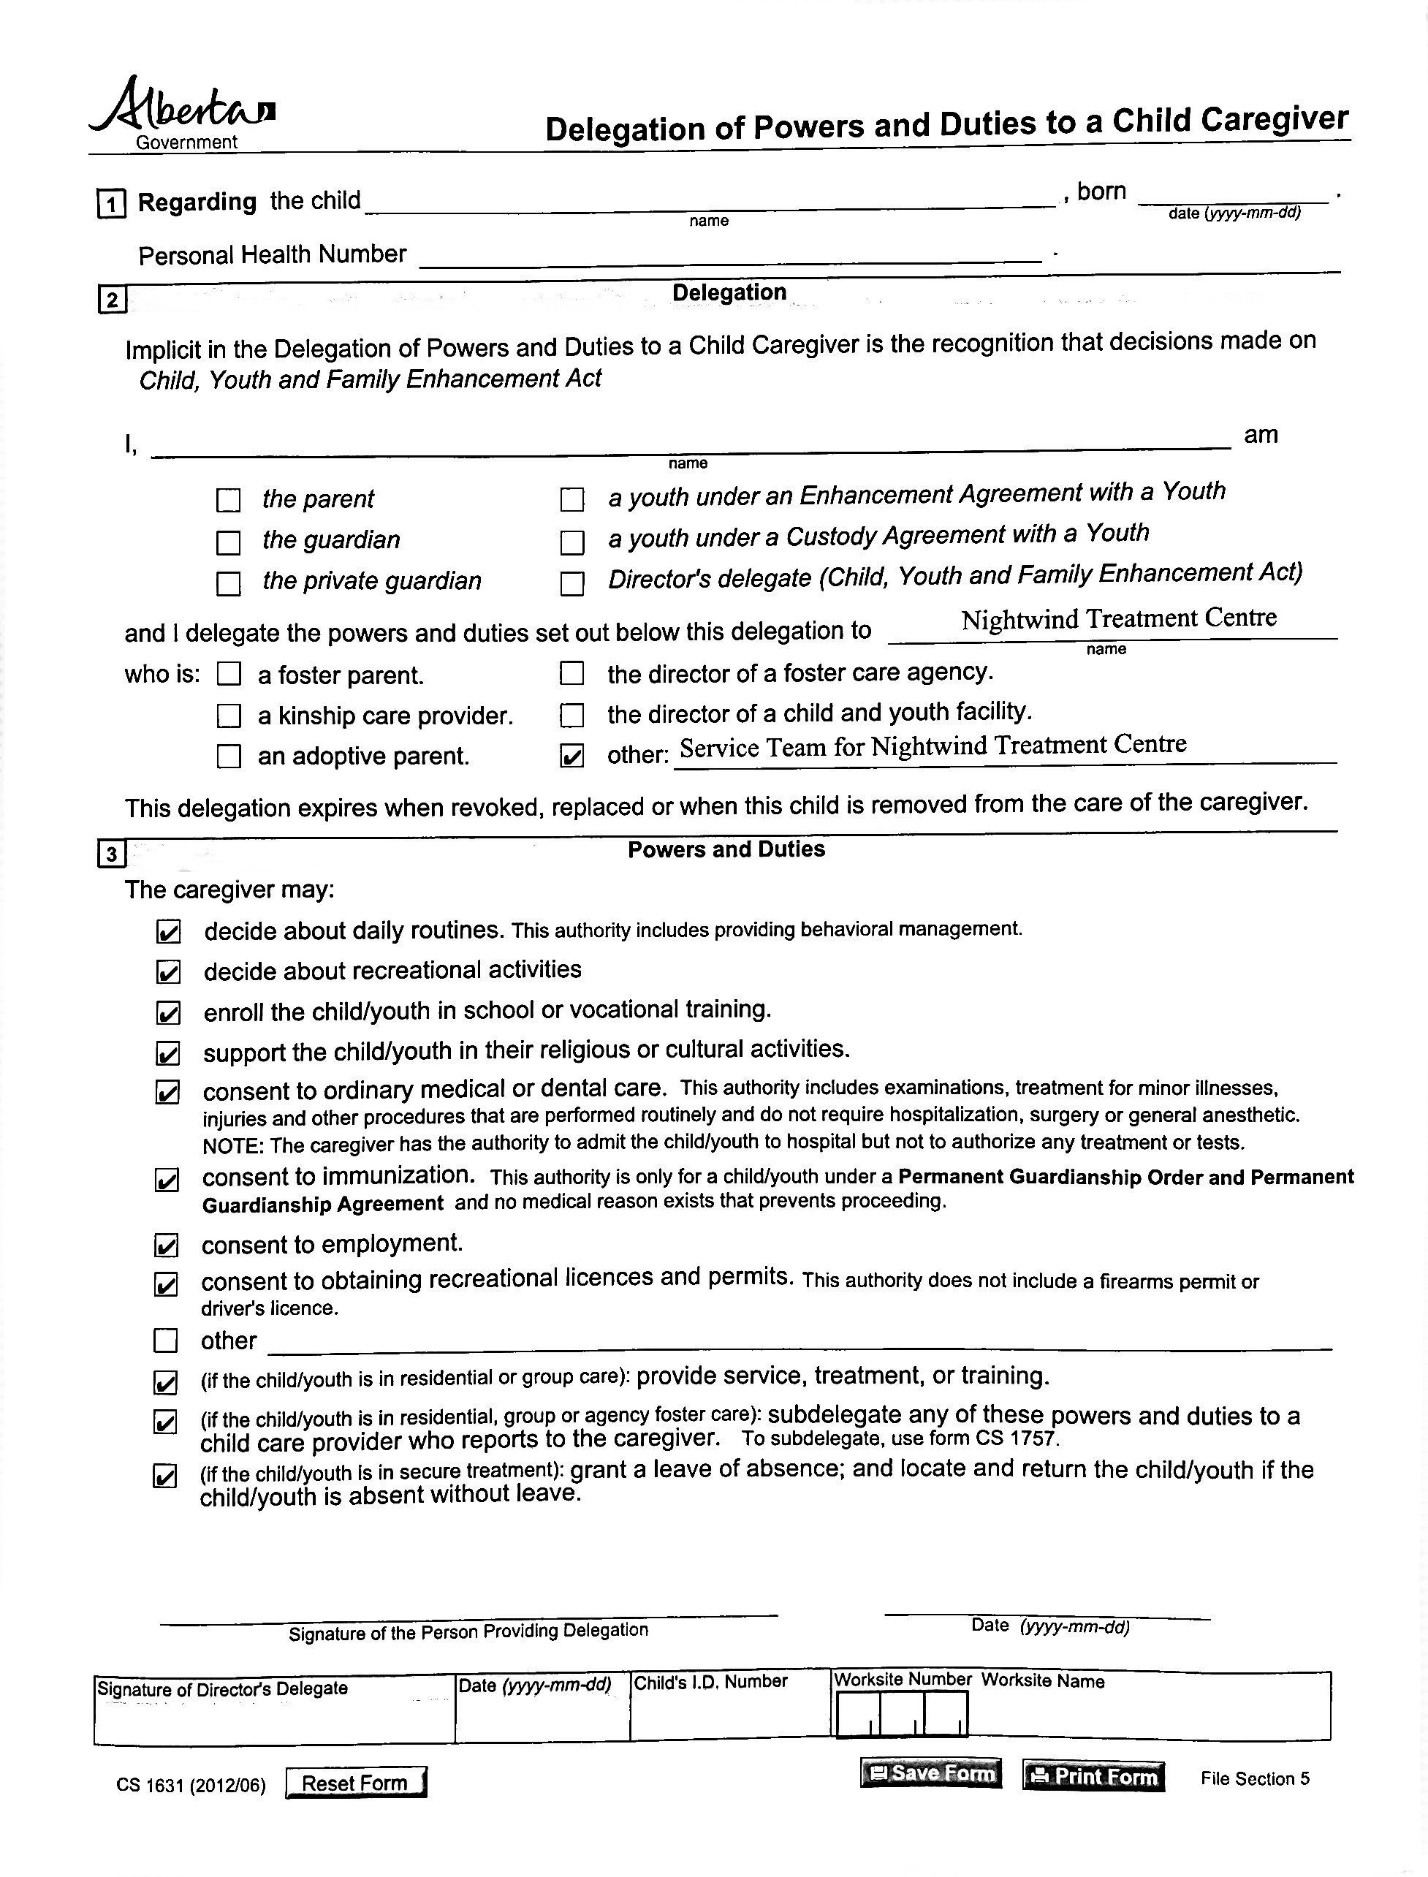 Alberta
Government
Delegation of Powers and Duties to a Child Caregiver
1 Regarding the child , born .
name date (yyyy-mm-dd)
Personal Health Number .
2 Delegation
Implicit in the Delegation of Powers and Duties to a Child Caregiver is the recognition that decisions made on
Child, Youth and Family Enhancement Act
I, am
name
the parent a youth under an Enhancement Agreement with a Youth
the guardian a youth under a Custody Agreement with a Youth
the private guardian Director's delegate (Child, Youth and Family Enhancement Act)
and I delegate the powers and duties set out below this delegation to Nightwind Treatment Centre
name
who is: a foster parent. the director of a foster care agency.
a kinship care provider. the director of a child and youth facility.
an adoptive parent. other: Service Team for Nightwind Treatment Centre
This delegation expires when revoked, replaced or when this child is removed from the care of the caregiver.
3 Powers and Duties
The caregiver may:
decide about daily routines. This authority includes providing behavioral management.
decide about recreational activities
enroll the child/youth in school or vocational training.
support the child/youth in their religious or cultural activities.
consent to ordinary medical or dental care. This authority includes examinations, treatment for minor illnesses,
injuries and other procedures that are performed routinely and do not require hospitalization, surgery or general anesthetic.
NOTE: The caregiver has the authority to admit the child/youth to hospital but not to authorize any treatment or tests.
consent to immunization. This authority is only for a child/youth under a Permanent Guardianship Order and Permanent
Guardianship Agreement and no medical reason exists that prevents proceeding.
consent to employment.
consent to obtaining recreational licences and permits. This authority does not include a firearms permit or
driver's licence.
other
(if the child/youth is in residential or group care): provide service, treatment, or training.
(if the child/youth is in residential, group or agency foster care): subdelegate any of these powers and duties to a
child care provider who reports to the caregiver. To subdelegate, use form CS 1757.
(if the child/youth is in secure treatment): grant a leave of absence; and locate and return the child/youth if the
child/youth is absent without leave.
Signature of the Person Providing Delegation Date (yyyy-mm-dd)
Signature of Director's Delegate Date (yyyy-mm-dd) Child's I.D. Number Worksite Number Worksite Name
CS 1631 (2012/06) Reset Form Save Form Print Form File Section 5